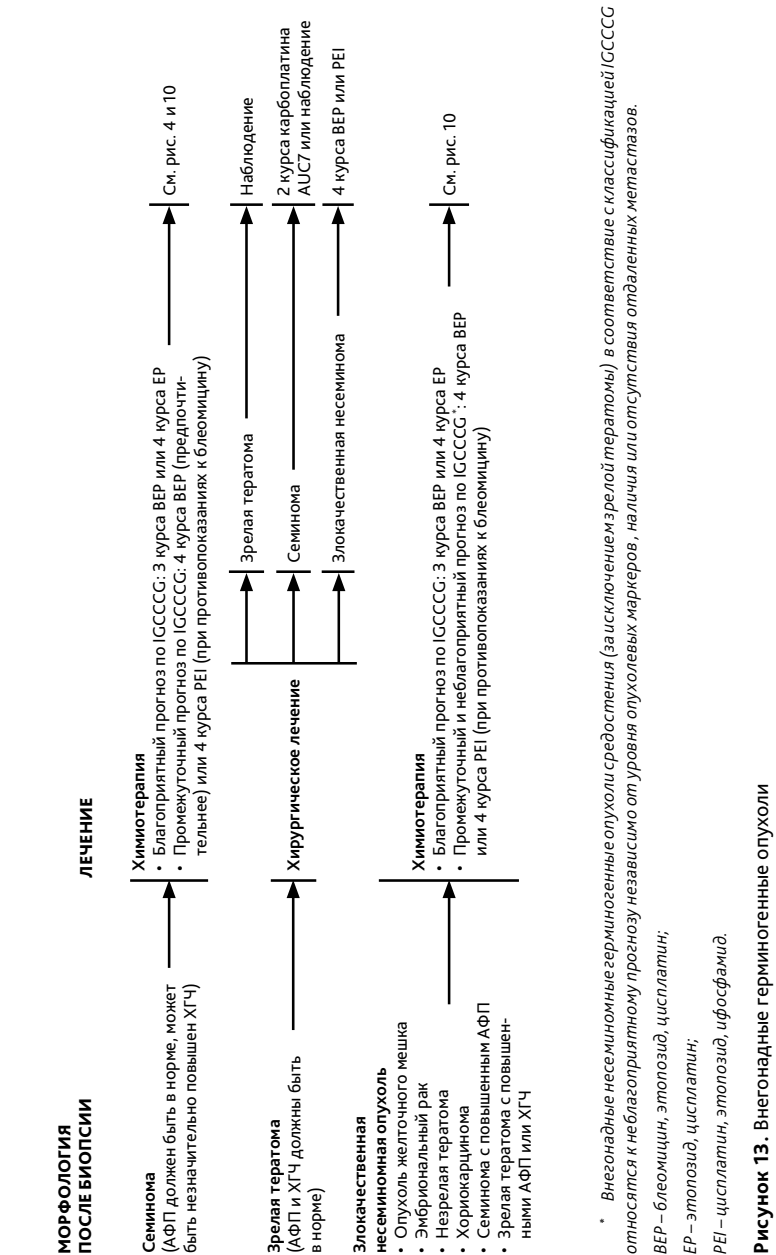 МОРФОЛОГИЯ
ПОСЛЕ БИОПСИИ
ЛЕЧЕНИЕ
Семинома
(АФП должен быть в норме, может
быть незначительно повышен ХГЧ)
Химиотерапия
• Благоприятный прогноз по IGCCCG: 3 курса BEP или 4 курса EP
• Промежуточный прогноз по IGCCCG: 4 курса BEP (предпочти-
тельнее) или 4 курса PEI (при противопоказаниях к блеомицину)
См. рис. 4 и 10
Зрелая тератома
(АФП и ХГЧ должны быть
в норме)
Хирургическое лечение
Зрелая тератома
Наблюдение
Семинома
2 курса карбоплатина
AUC7 или наблюдение
Злокачественная несеминома
4 курса BEP или PEI
Злокачественная
несеминомная опухоль
• Опухоль желточного мешка
• Эмбриональный рак
• Незрелая тератома
• Хориокарцинома
• Семинома с повышенным АФП
• Зрелая тератома с повышен-
ными АФП или ХГЧ
Химиотерапия
• Благоприятный прогноз по IGCCCG: 3 курса BEP или 4 курса EP
• Промежуточный и неблагоприятный прогноз по IGCCCG*: 4 курса BEP
или 4 курса PEI (при противопоказаниях к блеомицину)
См. рис. 10
* Внегонадные несеминомные герминогенные опухоли средостения (за исключением зрелой тератомы) в соответствие с классификацией IGCCCG
относятся к неблагоприятному прогнозу независимо от уровня опухолевых маркеров, наличия или отсутствия отдаленных метастазов.
BEP – блеомицин, этопозид, цисплатин;
EP – этопозид, цисплатин;
PEI – цисплатин, этопозид, ифосфамид.
Рисунок 13. Внегонадные герминогенные опухоли